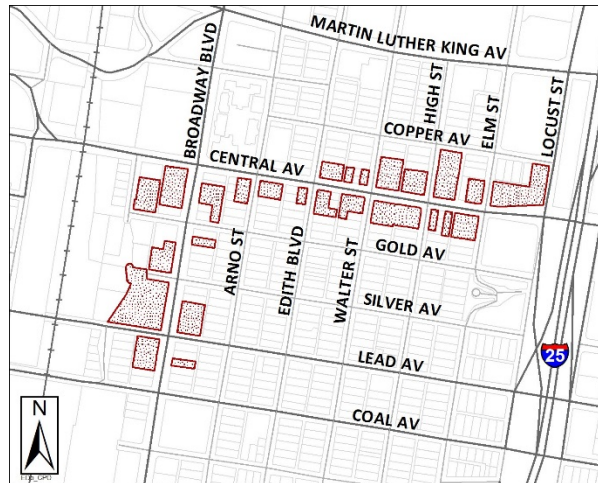 MARTIN LUTHER KING AV
BROADWAY BLVD
HIGH ST
ELM ST
LOCUST ST
COPPER AV
CENTRAL AV
GOLD AV
ARNO ST
EDITH BLVD
WALTER ST
SILVER AV
LEAD AV
25
COAL AV
N